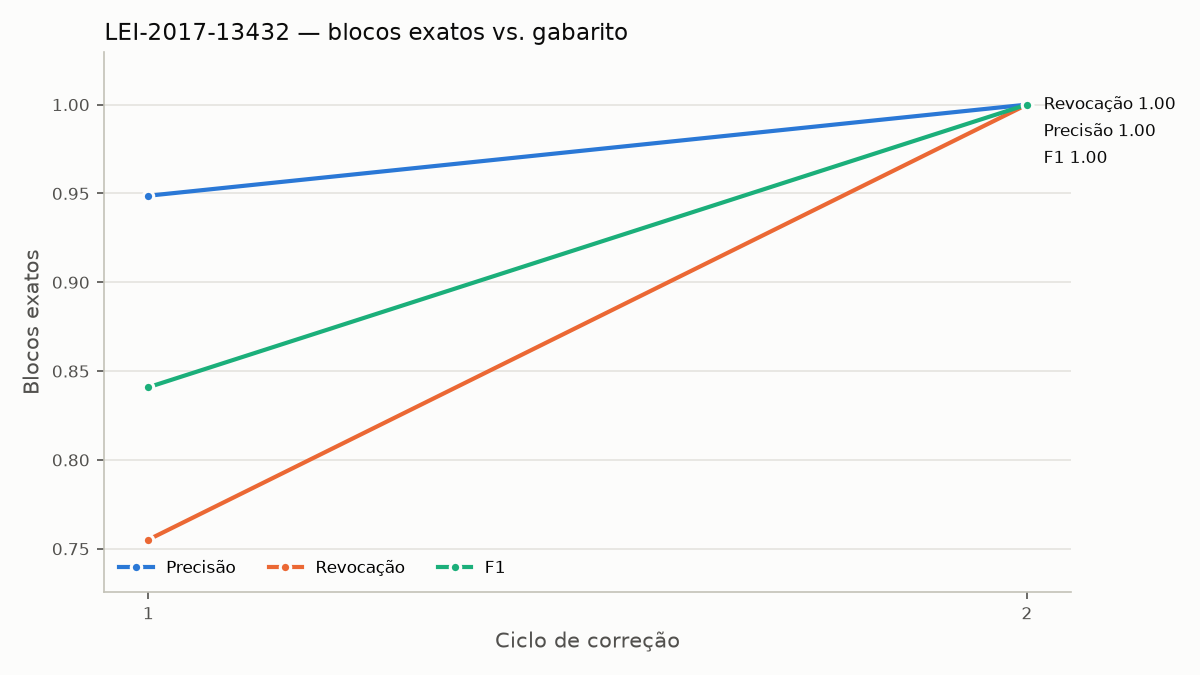 LEI-2017-13432 — blocos exatos vs. gabarito
1.00
0.95
0.90
0.85
0.80
0.75
Blocos exatos
Revocação 1.00
Precisão 1.00
F1 1.00
Precisão Revocação F1
1 2
Ciclo de correção